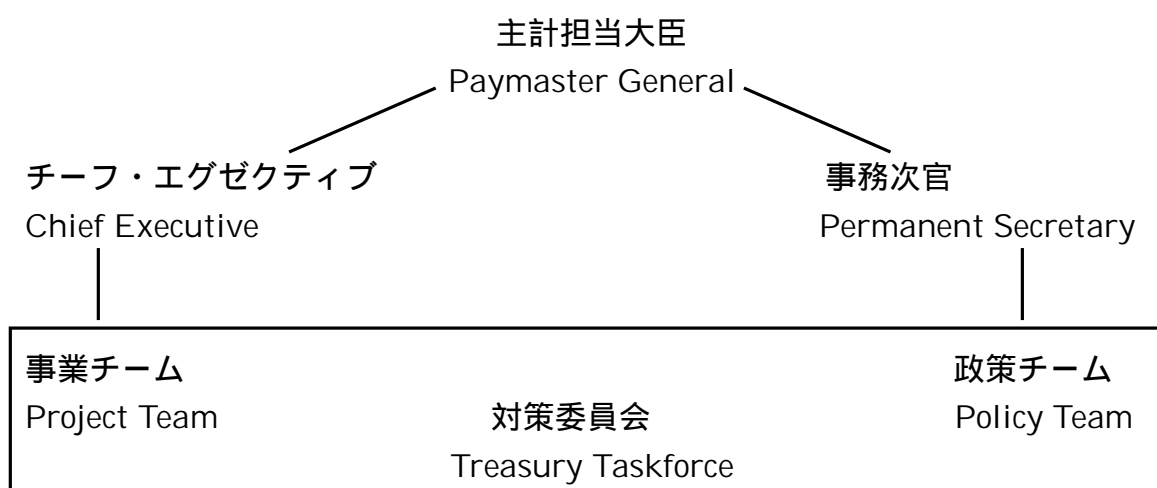 主計担当大臣
Paymaster General
チーフ・エグゼクティブ
Chief Executive
事務次官
Permanent Secretary
事業チーム
Project Team
政策チーム
Policy Team
対策委員会
Treasury Taskforce